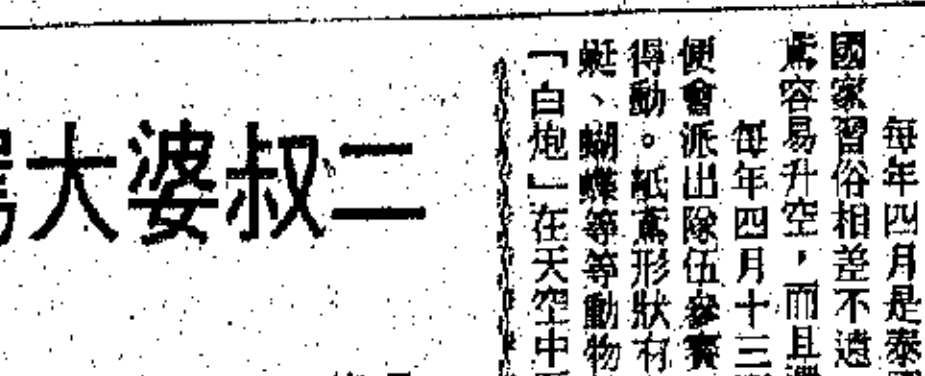 每年四月是泰
國家習俗相差不遠
鳶容易升空，而且還
每年四月十三
便會派出隊伍參賽
得動。紙鳶形狀有
蜓、蝴蝶等等動物
「白炮」在天空中
二叔婆大